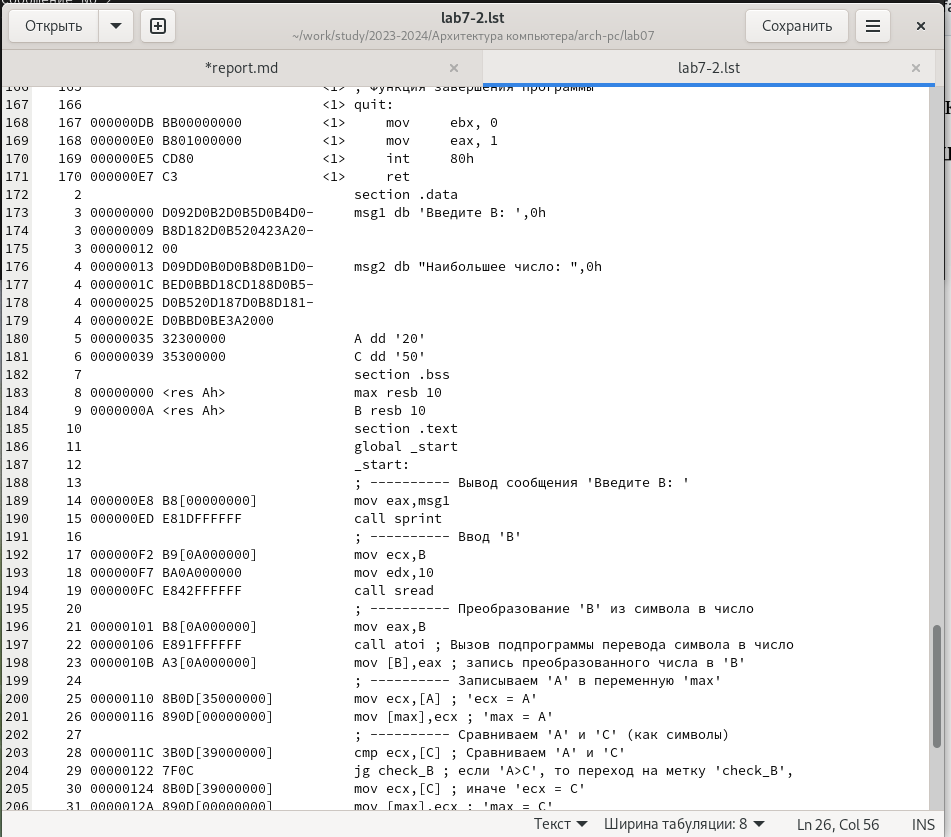 Открыть
lab7-2.lst
~/work/study/2023-2024/Архитектура компьютера/arch-pc/lab07
Сохранить
*report.md
lab7-2.lst
166 165 <1> ; Функция завершения программы
167 166 <1> quit:
168 167 000000DB BB00000000 <1> mov ebx, 0
169 168 000000E0 B801000000 <1> mov eax, 1
170 169 000000E5 CD80 <1> int 80h
171 170 000000E7 C3 <1> ret
172 2 section .data
173 3 00000000 D092D0B2D0B5D0B4D0- msg1 db 'Введите B: ',0h
174 3 00000009 B8D182D0B520423A20-
175 3 00000012 00
176 4 00000013 D09DD0B0D0B8D0B1D0- msg2 db "Наибольшее число: ",0h
177 4 0000001C BED0BBD18CD188D0B5-
178 4 00000025 D0B520D187D0B8D181-
179 4 0000002E D0BBD0BE3A2000
180 5 00000035 32300000 A dd '20'
181 6 00000039 35300000 C dd '50'
182 7 section .bss
183 8 00000000 <res Ah> max resb 10
184 9 0000000A <res Ah> B resb 10
185 10 section .text
186 11 global _start
187 12 _start:
188 13 ; ---------- Вывод сообщения 'Введите B: '
189 14 000000E8 B8[00000000] mov eax,msg1
190 15 000000ED E81DFFFFFF call sprint
191 16 ; ---------- Ввод 'B'
192 17 000000F2 B9[0A000000] mov ecx,B
193 18 000000F7 BA0A000000 mov edx,10
194 19 000000FC E842FFFFFF call sread
195 20 ; ---------- Преобразование 'B' из символа в число
196 21 00000101 B8[0A000000] mov eax,B
197 22 00000106 E891FFFFFF call atoi ; Вызов подпрограммы перевода символа в число
198 23 0000010B A3[0A000000] mov [B],eax ; запись преобразованного числа в 'B'
199 24 ; ---------- Записываем 'A' в переменную 'max'
200 25 00000110 8B0D[35000000] mov ecx,[A] ; 'ecx = A'
201 26 00000116 890D[00000000] mov [max],ecx ; 'max = A'
202 27 ; ---------- Сравниваем 'A' и 'C' (как символы)
203 28 0000011C 3B0D[39000000] cmp ecx,[C] ; Сравниваем 'A' и 'C'
204 29 00000122 7F0C jg check_B ; если 'A>C', то переход на метку 'check_B',
205 30 00000124 8B0D[39000000] mov ecx,[C] ; иначе 'ecx = C'
206 31 0000012A 890D[00000000] mov [max],ecx ; 'max = C'
Текст Ширина табуляции: 8 Ln 26, Col 56 INS